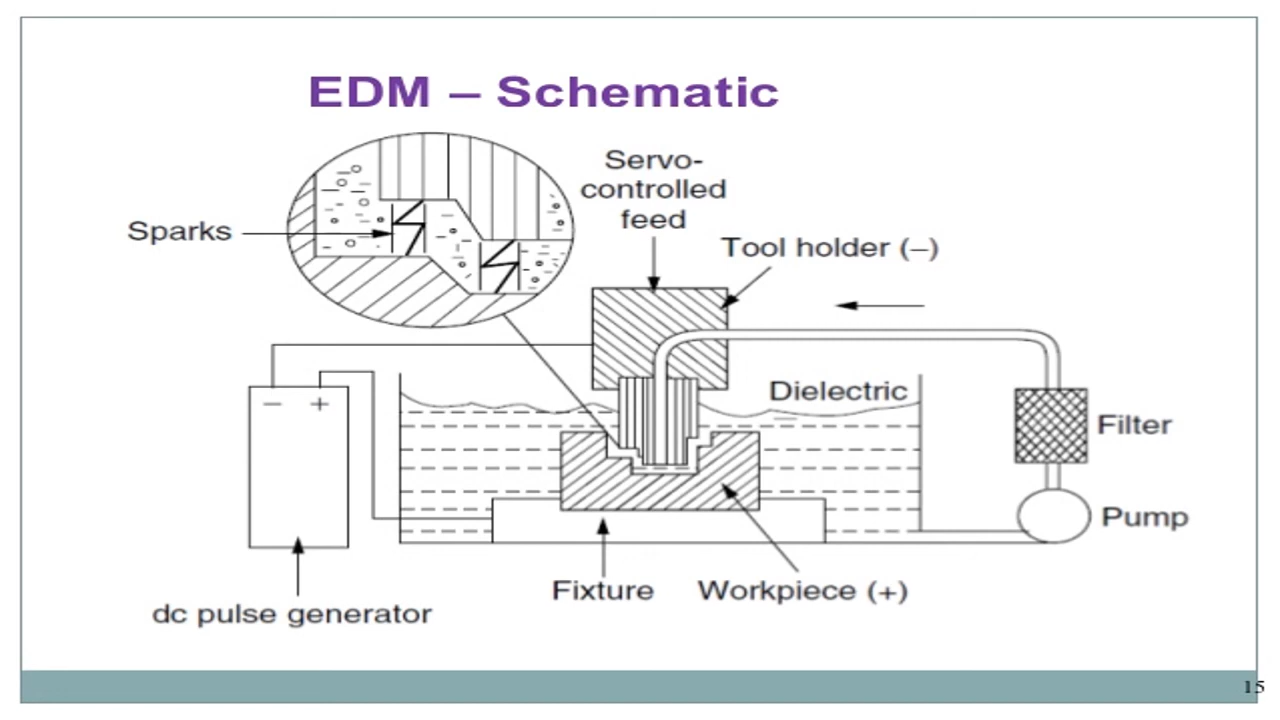 EDM – Schematic
Servo-
controlled
feed
Sparks
Tool holder (–)
Dielectric
– +
Filter
Pump
Fixture
Workpiece (+)
dc pulse generator
15